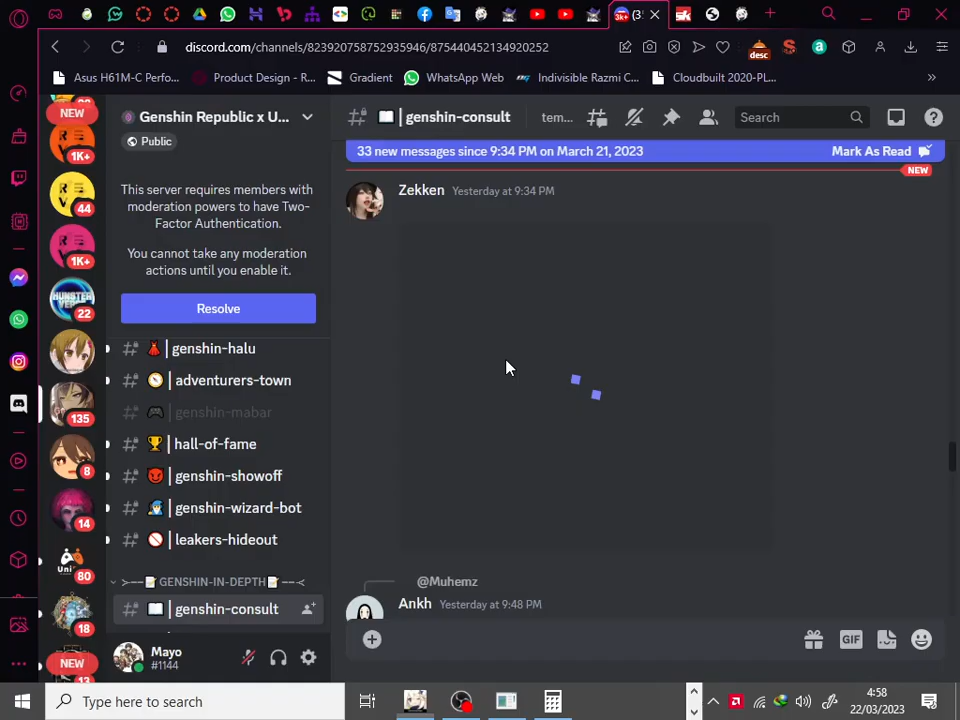 3K+
(3
desc
discord.com/channels/823920758752935946/875440452134920252
Asus H61M-C Perfo...
Product Design - R...
Gradient
WhatsApp Web
Indivisible Razmi C...
Cloudbuilt 2020-PL...
»
NEW
1K+
44
1K+
22
135
8
14
Uni
80
18
NEW
13
Genshin Republic x U...
Public
This server requires members with
moderation powers to have Two-
Factor Authentication.
You cannot take any moderation
actions until you enable it.
Resolve
genshin-halu
adventurers-town
genshin-mabar
hall-of-fame
genshin-showoff
genshin-wizard-bot
leakers-hideout
>--📝GENSHIN-IN-DEPTH📝--<
genshin-consult
Mayo
#1144
genshin-consult
tem...
Search
33 new messages since 9:34 PM on March 21, 2023
Mark As Read
NEW
Zekken
Yesterday at 9:34 PM
@Muhemz
Ankh
Yesterday at 9:48 PM
GIF
Type here to search
4:58
22/03/2023